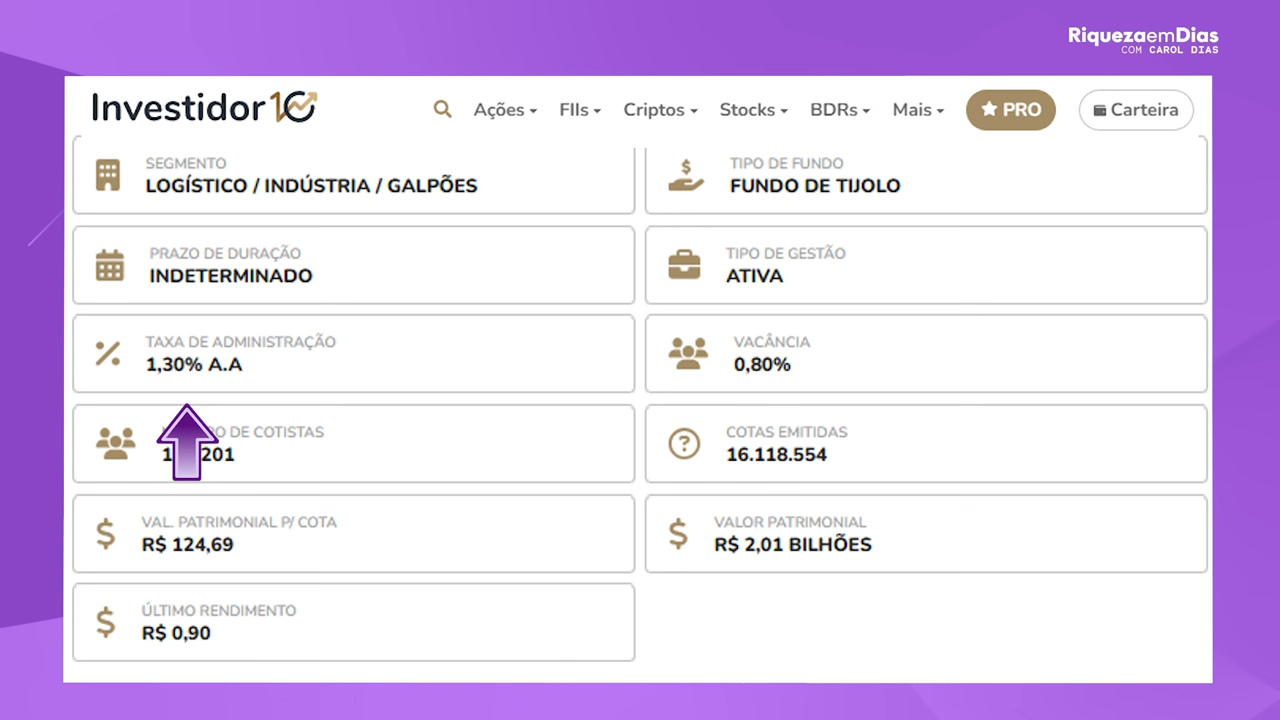 RiquezaemDias
COM CAROL DIAS
Investidor10
Ações
FIIs
Criptos
Stocks
BDRs
Mais
PRO
Carteira
SEGMENTO
LOGÍSTICO / INDÚSTRIA / GALPÕES
TIPO DE FUNDO
FUNDO DE TIJOLO
PRAZO DE DURAÇÃO
INDETERMINADO
TIPO DE GESTÃO
ATIVA
TAXA DE ADMINISTRAÇÃO
1,30% A.A
VACÂNCIA
0,80%
DE COTISTAS
COTAS EMITIDAS
16.118.554
VAL. PATRIMONIAL P/ COTA
R$ 124,69
VALOR PATRIMONIAL
R$ 2,01 BILHÕES
ÚLTIMO RENDIMENTO
R$ 0,90